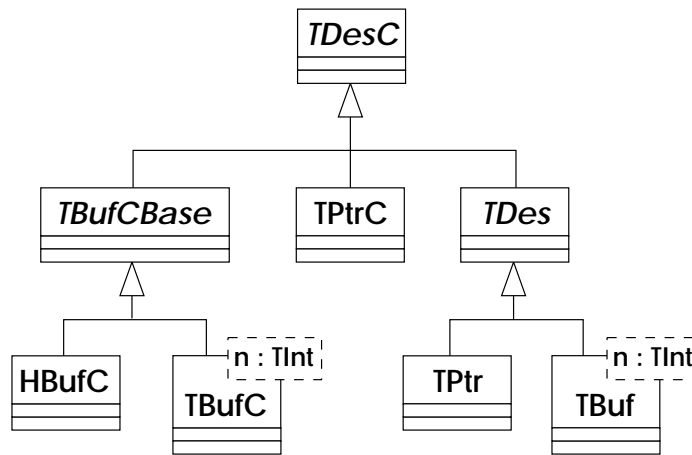 TDesC
TBufCBase
TPtrC
TDes
HBufC
n : TInt
TBufC
TPtr
n : TInt
TBuf